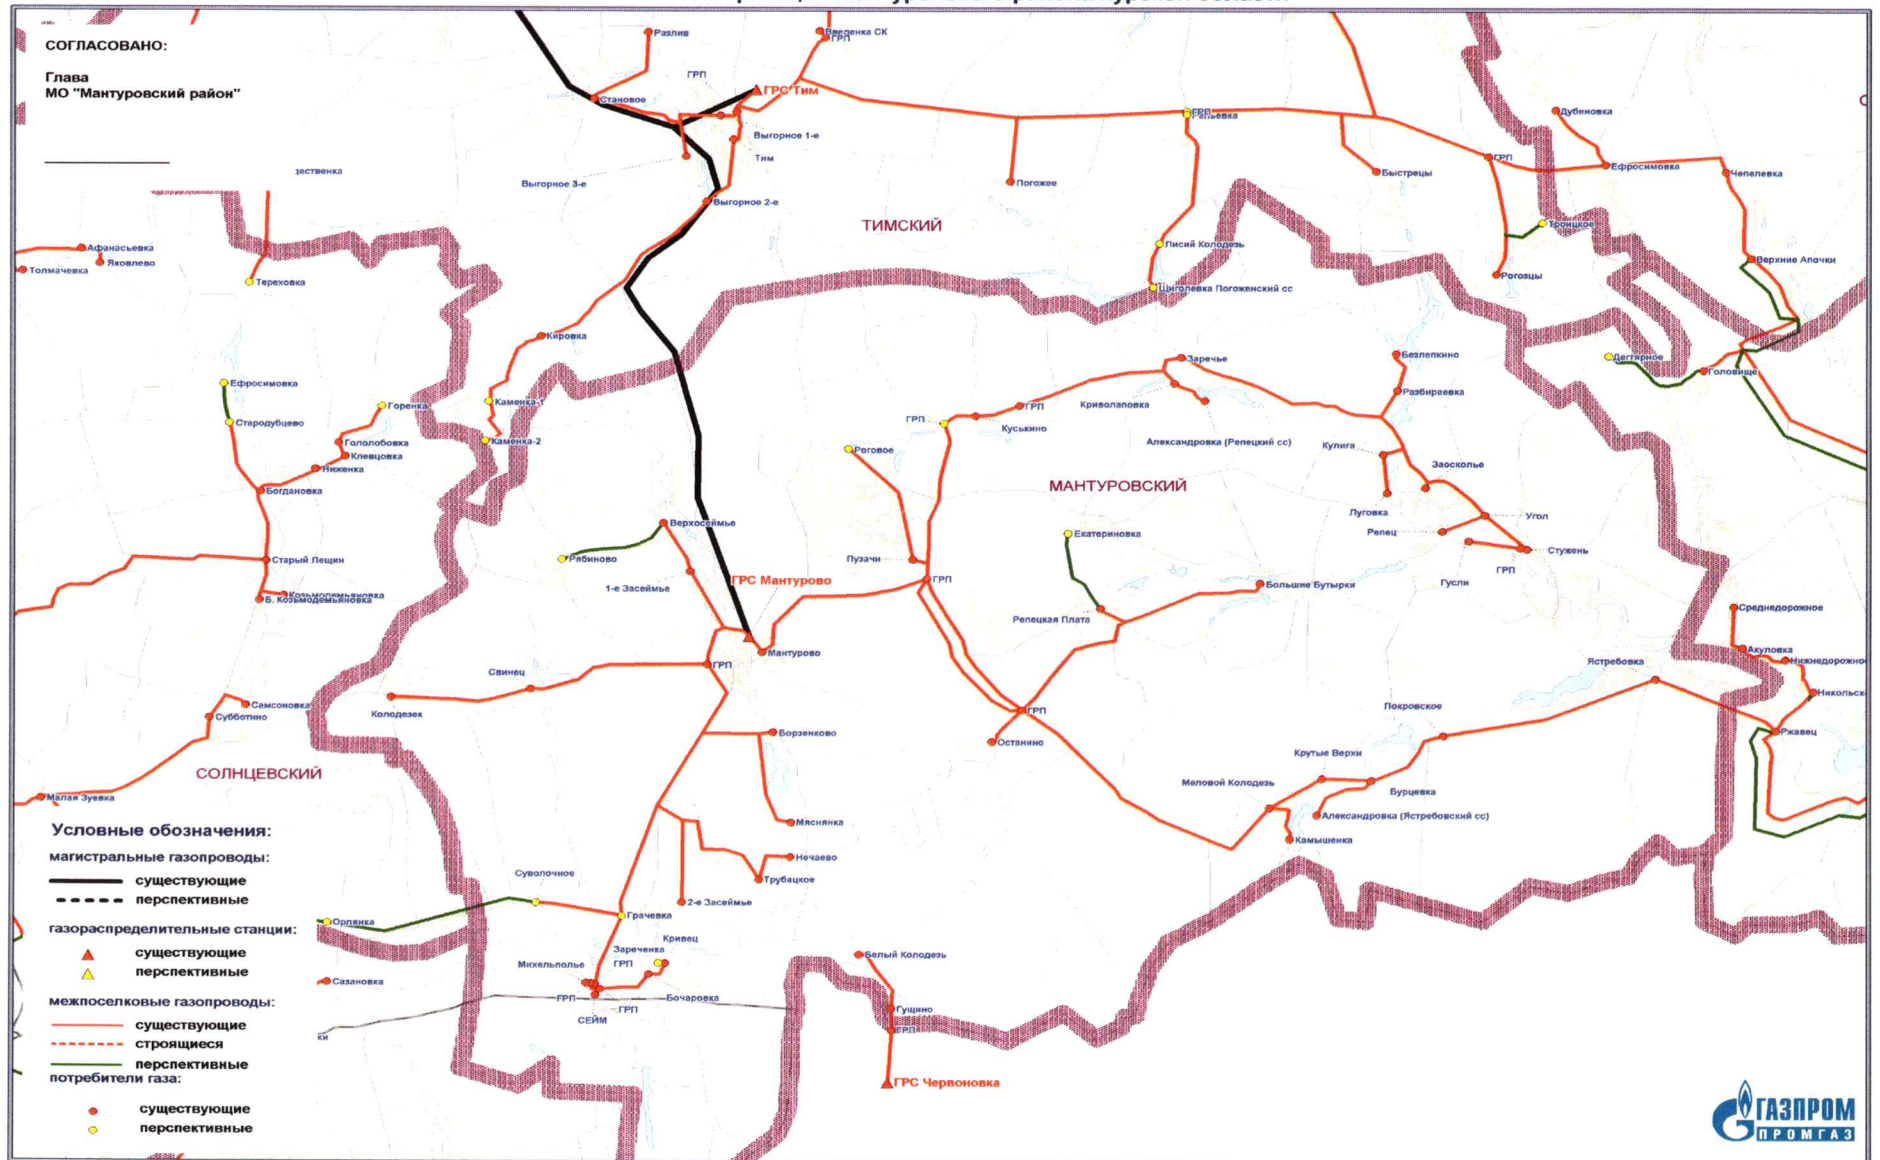 СОГЛАСОВАНО:
Глава
МО "Мантуровский район"
Разлив
Введенка СК
ГРП
ГРП
ГРС Тим
Становое
Выгорное 1-е
Тим
Выгорное 3-е
Выгорное 2-е
ГРП
Репьевка
Дубиновка
Погожее
Быстрецы
ГРП
Ефросимовка
Чепелевка
ТИМСКИЙ
Троицкое
Лисий Колодезь
Верхние Апочки
Рогозцы
Щиголевка Погоженский сс
Афанасьевка
Яковлево
Толмачевка
Тереховка
Кировка
Заречье
Безлепкино
Дегтярное
Головище
Ефросимовка
Горенка
Каменка-1
Стародубцево
Каменка-2
Гололобовка
Клевцовка
Ниженка
Богдановка
Разбираевка
Криволаповка
ГРП
ГРП
Куськино
Александровка (Репецкий сс)
Кулига
Роговое
Заосколье
МАНТУРОВСКИЙ
Луговка
Угол
Верхосеймье
Екатериновка
Репец
Стужень
Рябиново
Старый Лещин
Пузачи
ГРП
ГРС Мантурово
ГРП
Гусли
1-е Засеймье
Большие Бутырки
Козьмодемьяновка
Б. Козьмодемьяновка
Репецкая Плата
Среднедорожное
Мантурово
Акуловка
Нижнедорожно
Ястребовка
ГРП
Свинец
Никольск
Самсоновка
Субботино
Колодезек
ГРП
Покровское
Останино
Борзенково
Ржавец
Крутые Верхи
СОЛНЦЕВСКИЙ
Меловой Колодезь
Бурцевка
Малая Зуевка
Мяснянка
Александровка (Ястребовский сс)
Камышенка
Нечаево
Трубацкое
Суволочное
2-е Засеймье
Грачевка
Орлянка
Кривец
Зареченка
Михельполье
ГРП
Белый Колодезь
Сазановка
ГРП
Бочаровка
ГРП
СЕЙМ
Гущино
ГРП
ГРС Червоновка
Условные обозначения:
магистральные газопроводы:
существующие
перспективные
газораспределительные станции:
существующие
перспективные
межпоселковые газопроводы:
существующие
строящиеся
перспективные
потребители газа:
существующие
перспективные
ГАЗПРОМ
ПРОМГАЗ